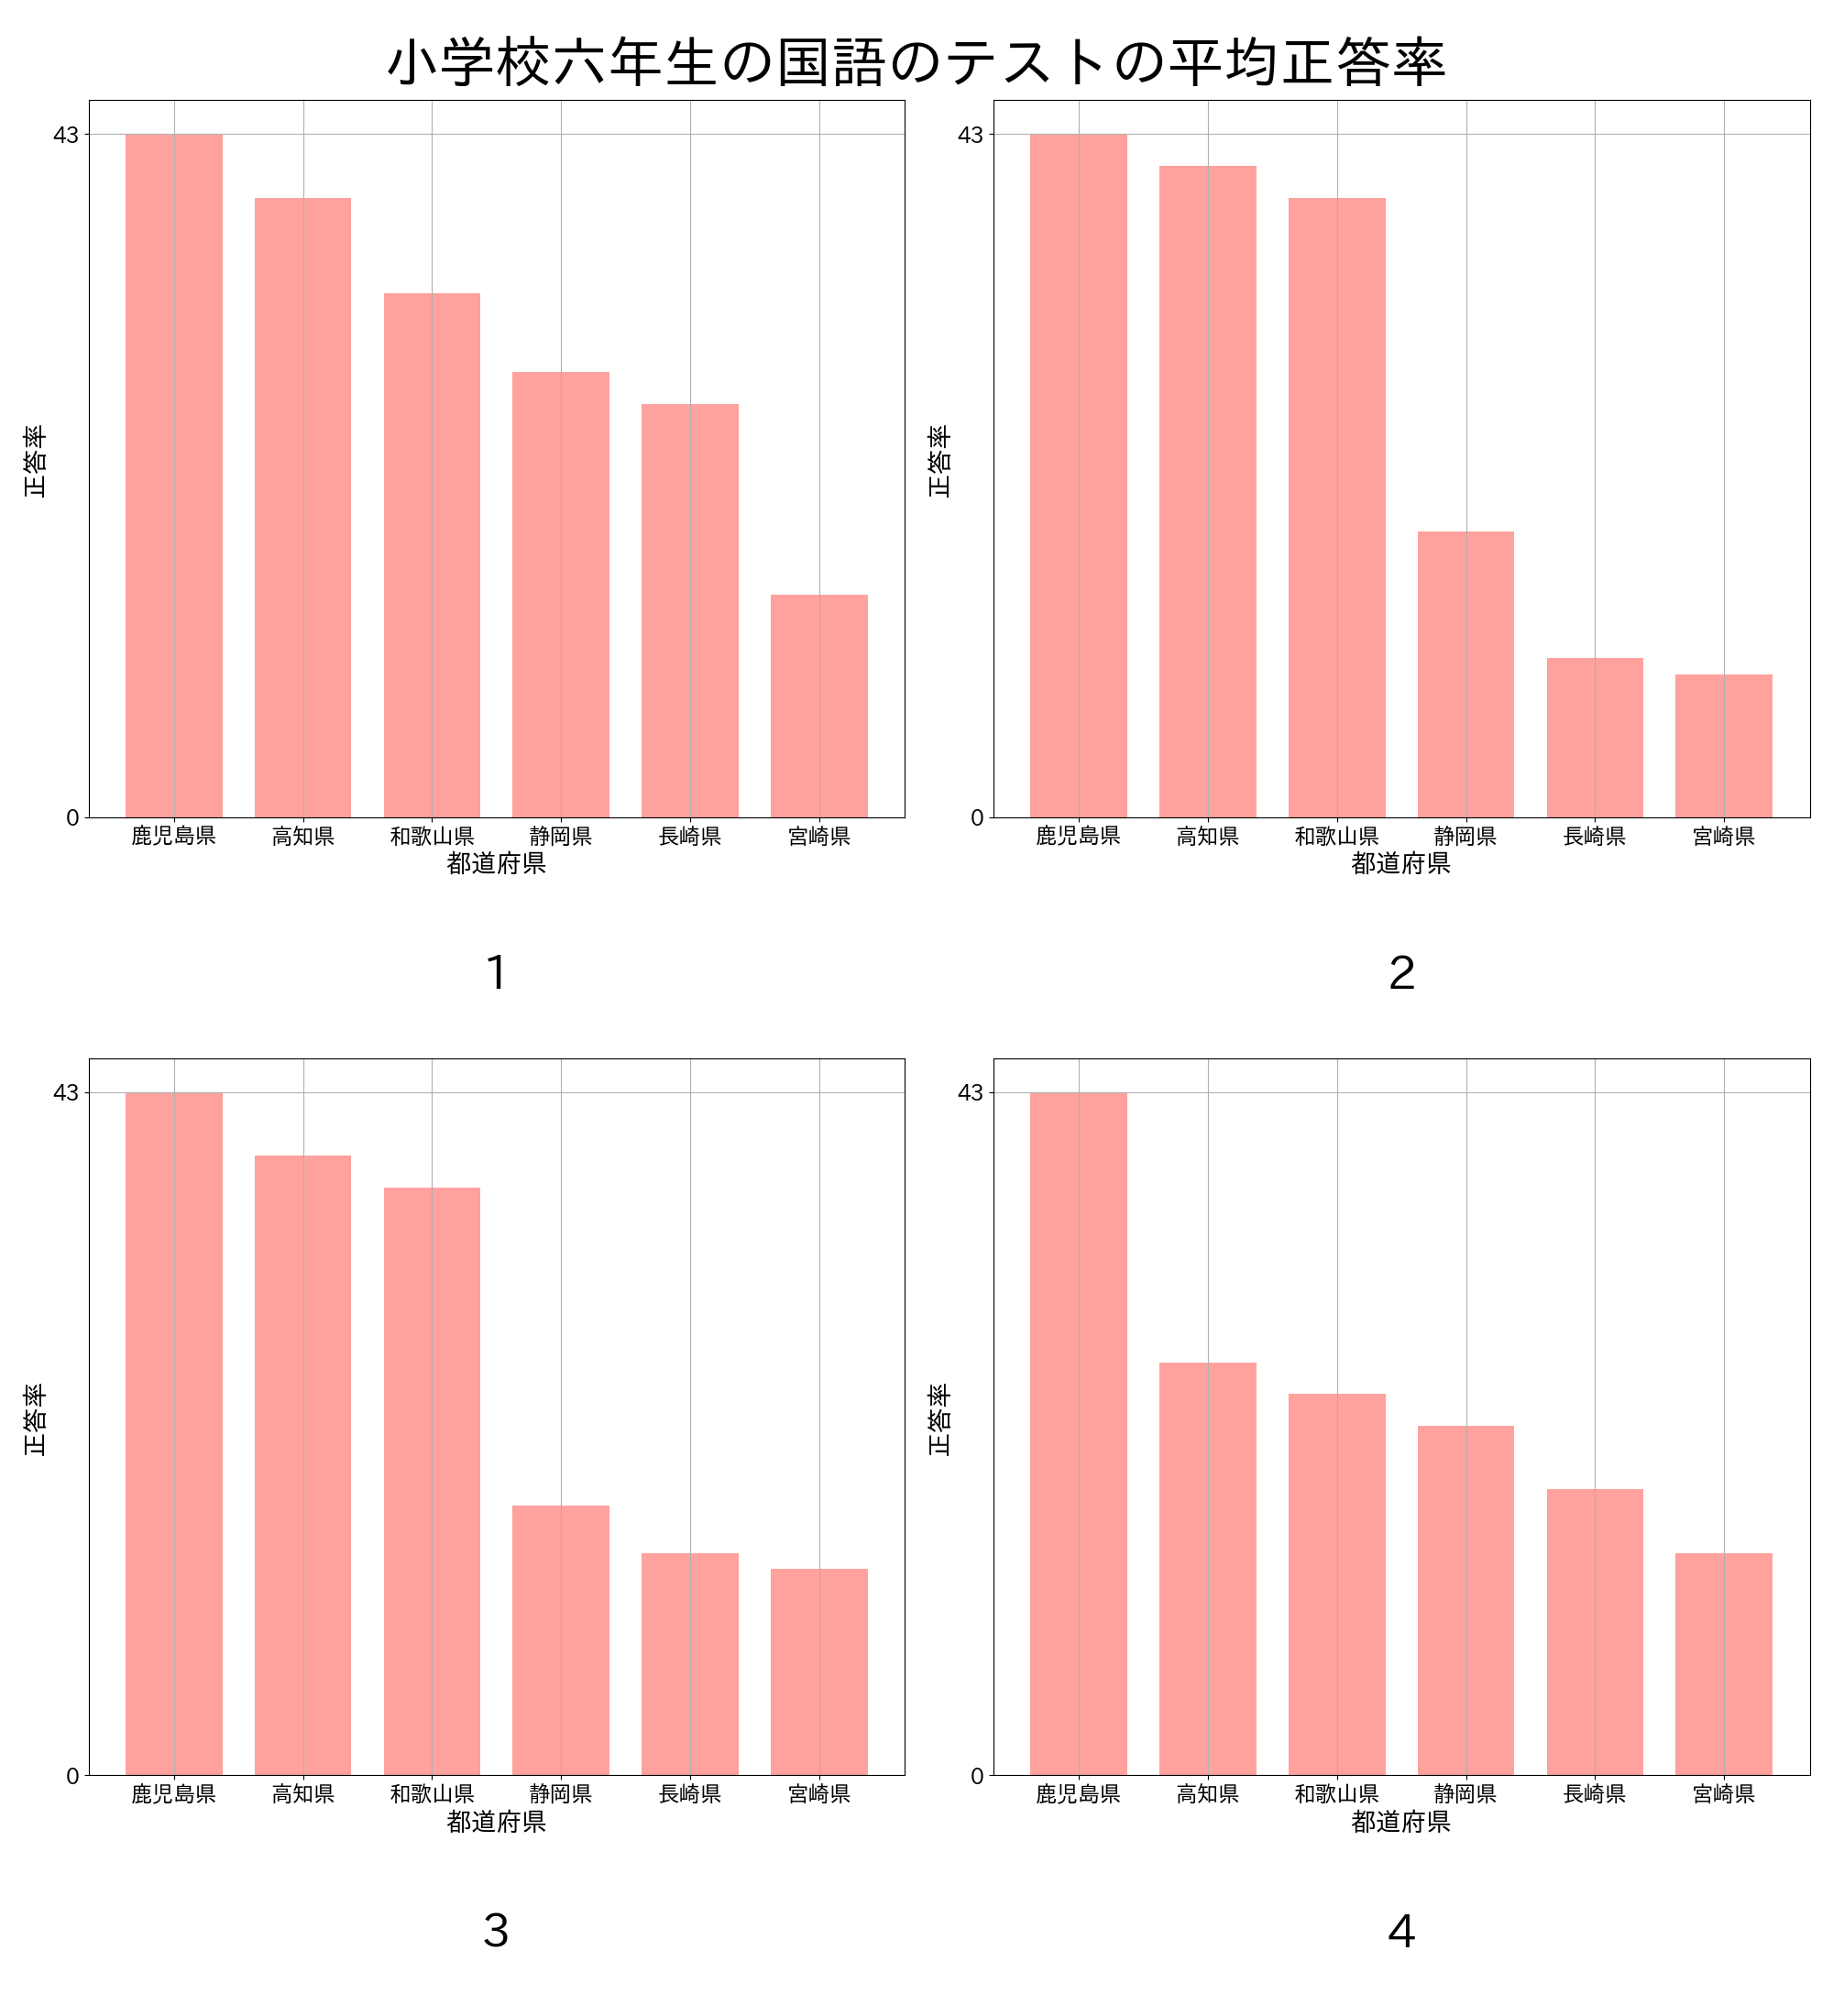 小学校六年生の国語のテストの平均正答率
43
0
正答率
鹿児島県 高知県 和歌山県 静岡県 長崎県 宮崎県
都道府県
1
43
0
正答率
鹿児島県 高知県 和歌山県 静岡県 長崎県 宮崎県
都道府県
2
43
0
正答率
鹿児島県 高知県 和歌山県 静岡県 長崎県 宮崎県
都道府県
3
43
0
正答率
鹿児島県 高知県 和歌山県 静岡県 長崎県 宮崎県
都道府県
4